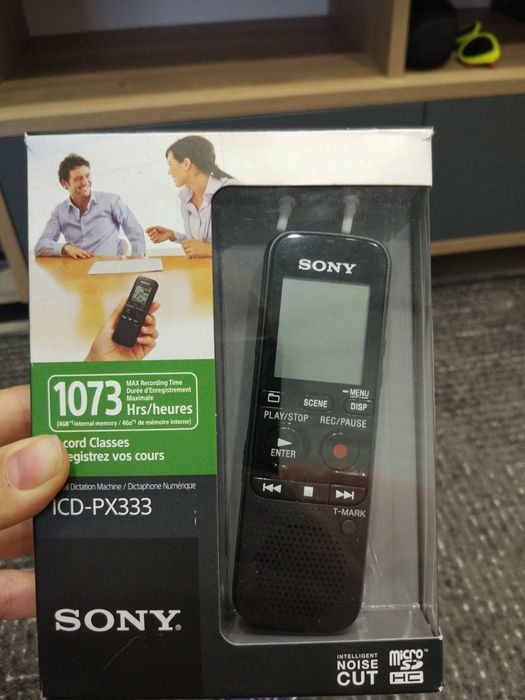 1073
MAX Recording Time
Durée d'Enregistrement
Maximale
Hrs/heures
(4GB*1 internal memory / 4Go*1 de mémoire interne)
cord Classes
egistrez vos cours
Dictation Machine / Dictaphone Numérique
ICD-PX333
SONY®
SONY
MENU
SCENE
DISP
PLAY/STOP REC/PAUSE
ENTER
T-MARK
INTELLIGENT
NOISE
CUT
micro
SD
HC